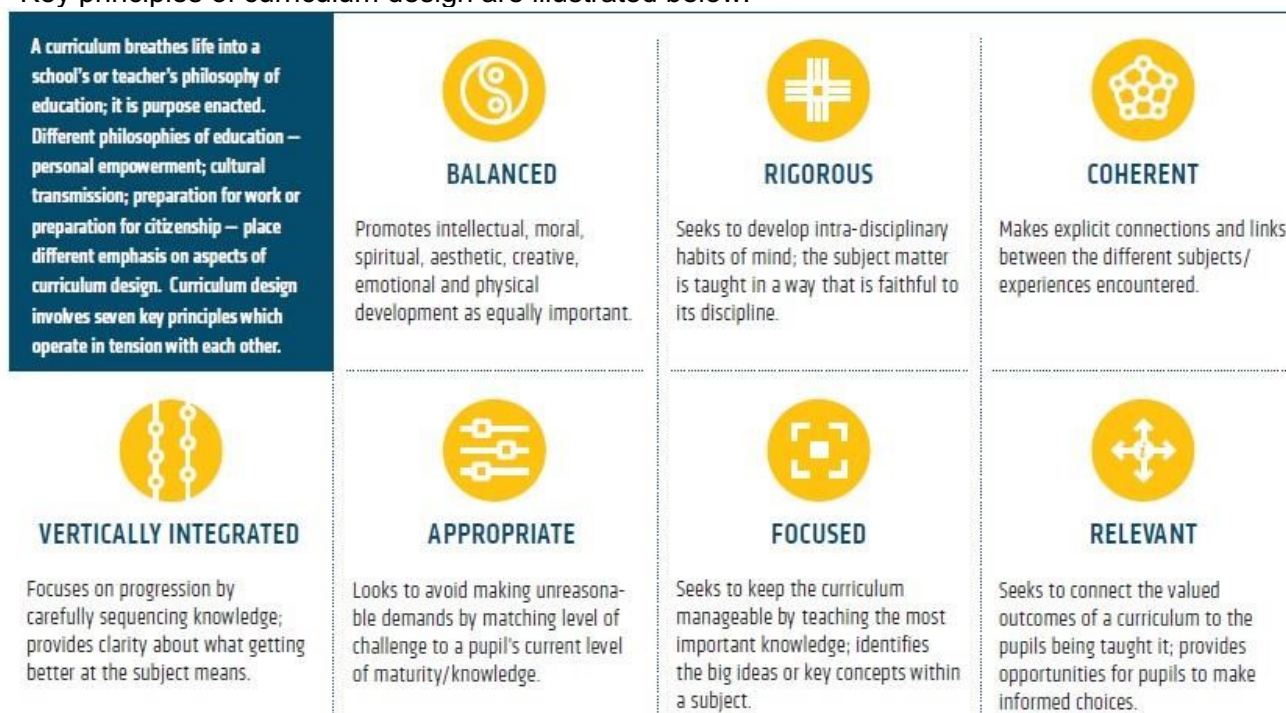 Key principles of curriculum design are illustrated below.
A curriculum breathes life into a
school's or teacher's philosophy of
education; it is purpose enacted.
Different philosophies of education –
personal empowerment; cultural
transmission; preparation for work or
preparation for citizenship – place
different emphasis on aspects of
curriculum design. Curriculum design
involves seven key principles which
operate in tension with each other.
BALANCED
Promotes intellectual, moral,
spiritual, aesthetic, creative,
emotional and physical
development as equally important.
RIGOROUS
Seeks to develop intra-disciplinary
habits of mind; the subject matter
is taught in a way that is faithful to
its discipline.
COHERENT
Makes explicit connections and links
between the different subjects/
experiences encountered.
VERTICALLY INTEGRATED
Focuses on progression by
carefully sequencing knowledge;
provides clarity about what getting
better at the subject means.
APPROPRIATE
Looks to avoid making unreasona-
ble demands by matching level of
challenge to a pupil's current level
of maturity/knowledge.
FOCUSED
Seeks to keep the curriculum
manageable by teaching the most
important knowledge; identifies
the big ideas or key concepts within
a subject.
i
RELEVANT
Seeks to connect the valued
outcomes of a curriculum to the
pupils being taught it; provides
opportunities for pupils to make
informed choices.